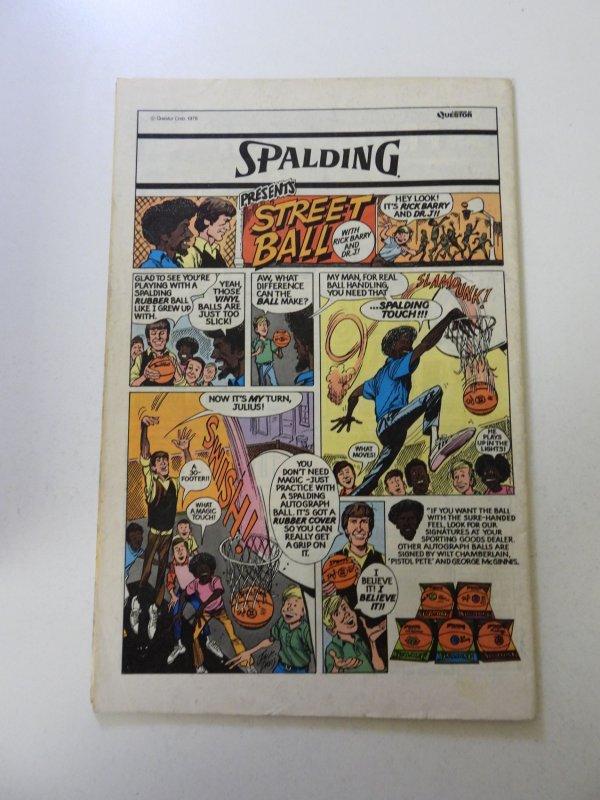 © Questor Corp. 1976
QUESTOR
SPALDING
PRESENTS
STREET
BALL
WITH
RICK BARRY
AND
DR. J!
HEY LOOK!
IT'S RICK BARRY
AND DR. J!!
GLAD TO SEE YOU'RE
PLAYING WITH A
SPALDING
RUBBER BALL
LIKE I GREW UP
WITH.
YEAH,
THOSE
VINYL
BALLS ARE
JUST TOO
SLICK!
AW, WHAT
DIFFERENCE
CAN THE
BALL MAKE?
MY MAN, FOR REAL
BALL HANDLING,
YOU NEED THAT
...SPALDING
TOUCH!!!
SLAMDUNK!
WHAT
MOVES!
HE
PLAYS
UP IN THE
LIGHTS!
NOW IT'S MY TURN,
JULIUS!
A
30-
FOOTER!!
WHAT
A MAGIC
TOUCH!
SWISH!
YOU
DON'T NEED
MAGIC -JUST
PRACTICE WITH
A SPALDING
AUTOGRAPH
BALL. IT'S GOT A
RUBBER COVER
SO YOU CAN
REALLY GET
A GRIP ON
IT.
I
BELIEVE
IT! I
BELIEVE
IT!!
"IF YOU WANT THE BALL
WITH THE SURE-HANDED
FEEL, LOOK FOR OUR
SIGNATURES AT YOUR
SPORTING GOODS DEALER.
OTHER AUTOGRAPH BALLS ARE
SIGNED BY WILT CHAMBERLAIN,
'PISTOL PETE' AND GEORGE McGINNIS.